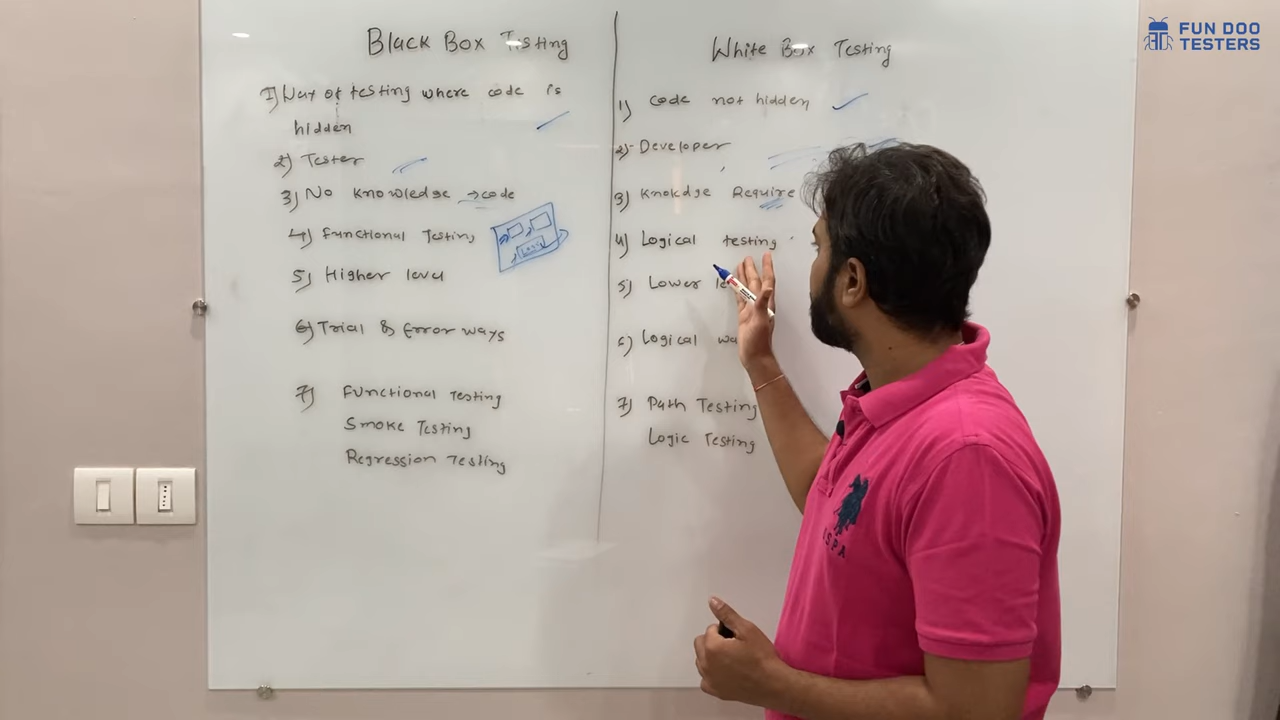 FUN DOO
TESTERS
Black Box Testing
1) Way of testing where code is
hidden
2) Tester
3) No knowledge → code
4) Functional Testing
5) Higher level
6) Trial & Error ways
7) Functional Testing
Smoke Testing
Regression Testing
White Box Testing
1) Code not hidden
2) Developer
3) Knokdge Require
4) Logical testing
5) Lower
6) Logical
7) Path Testing
Logic Testing
SPA